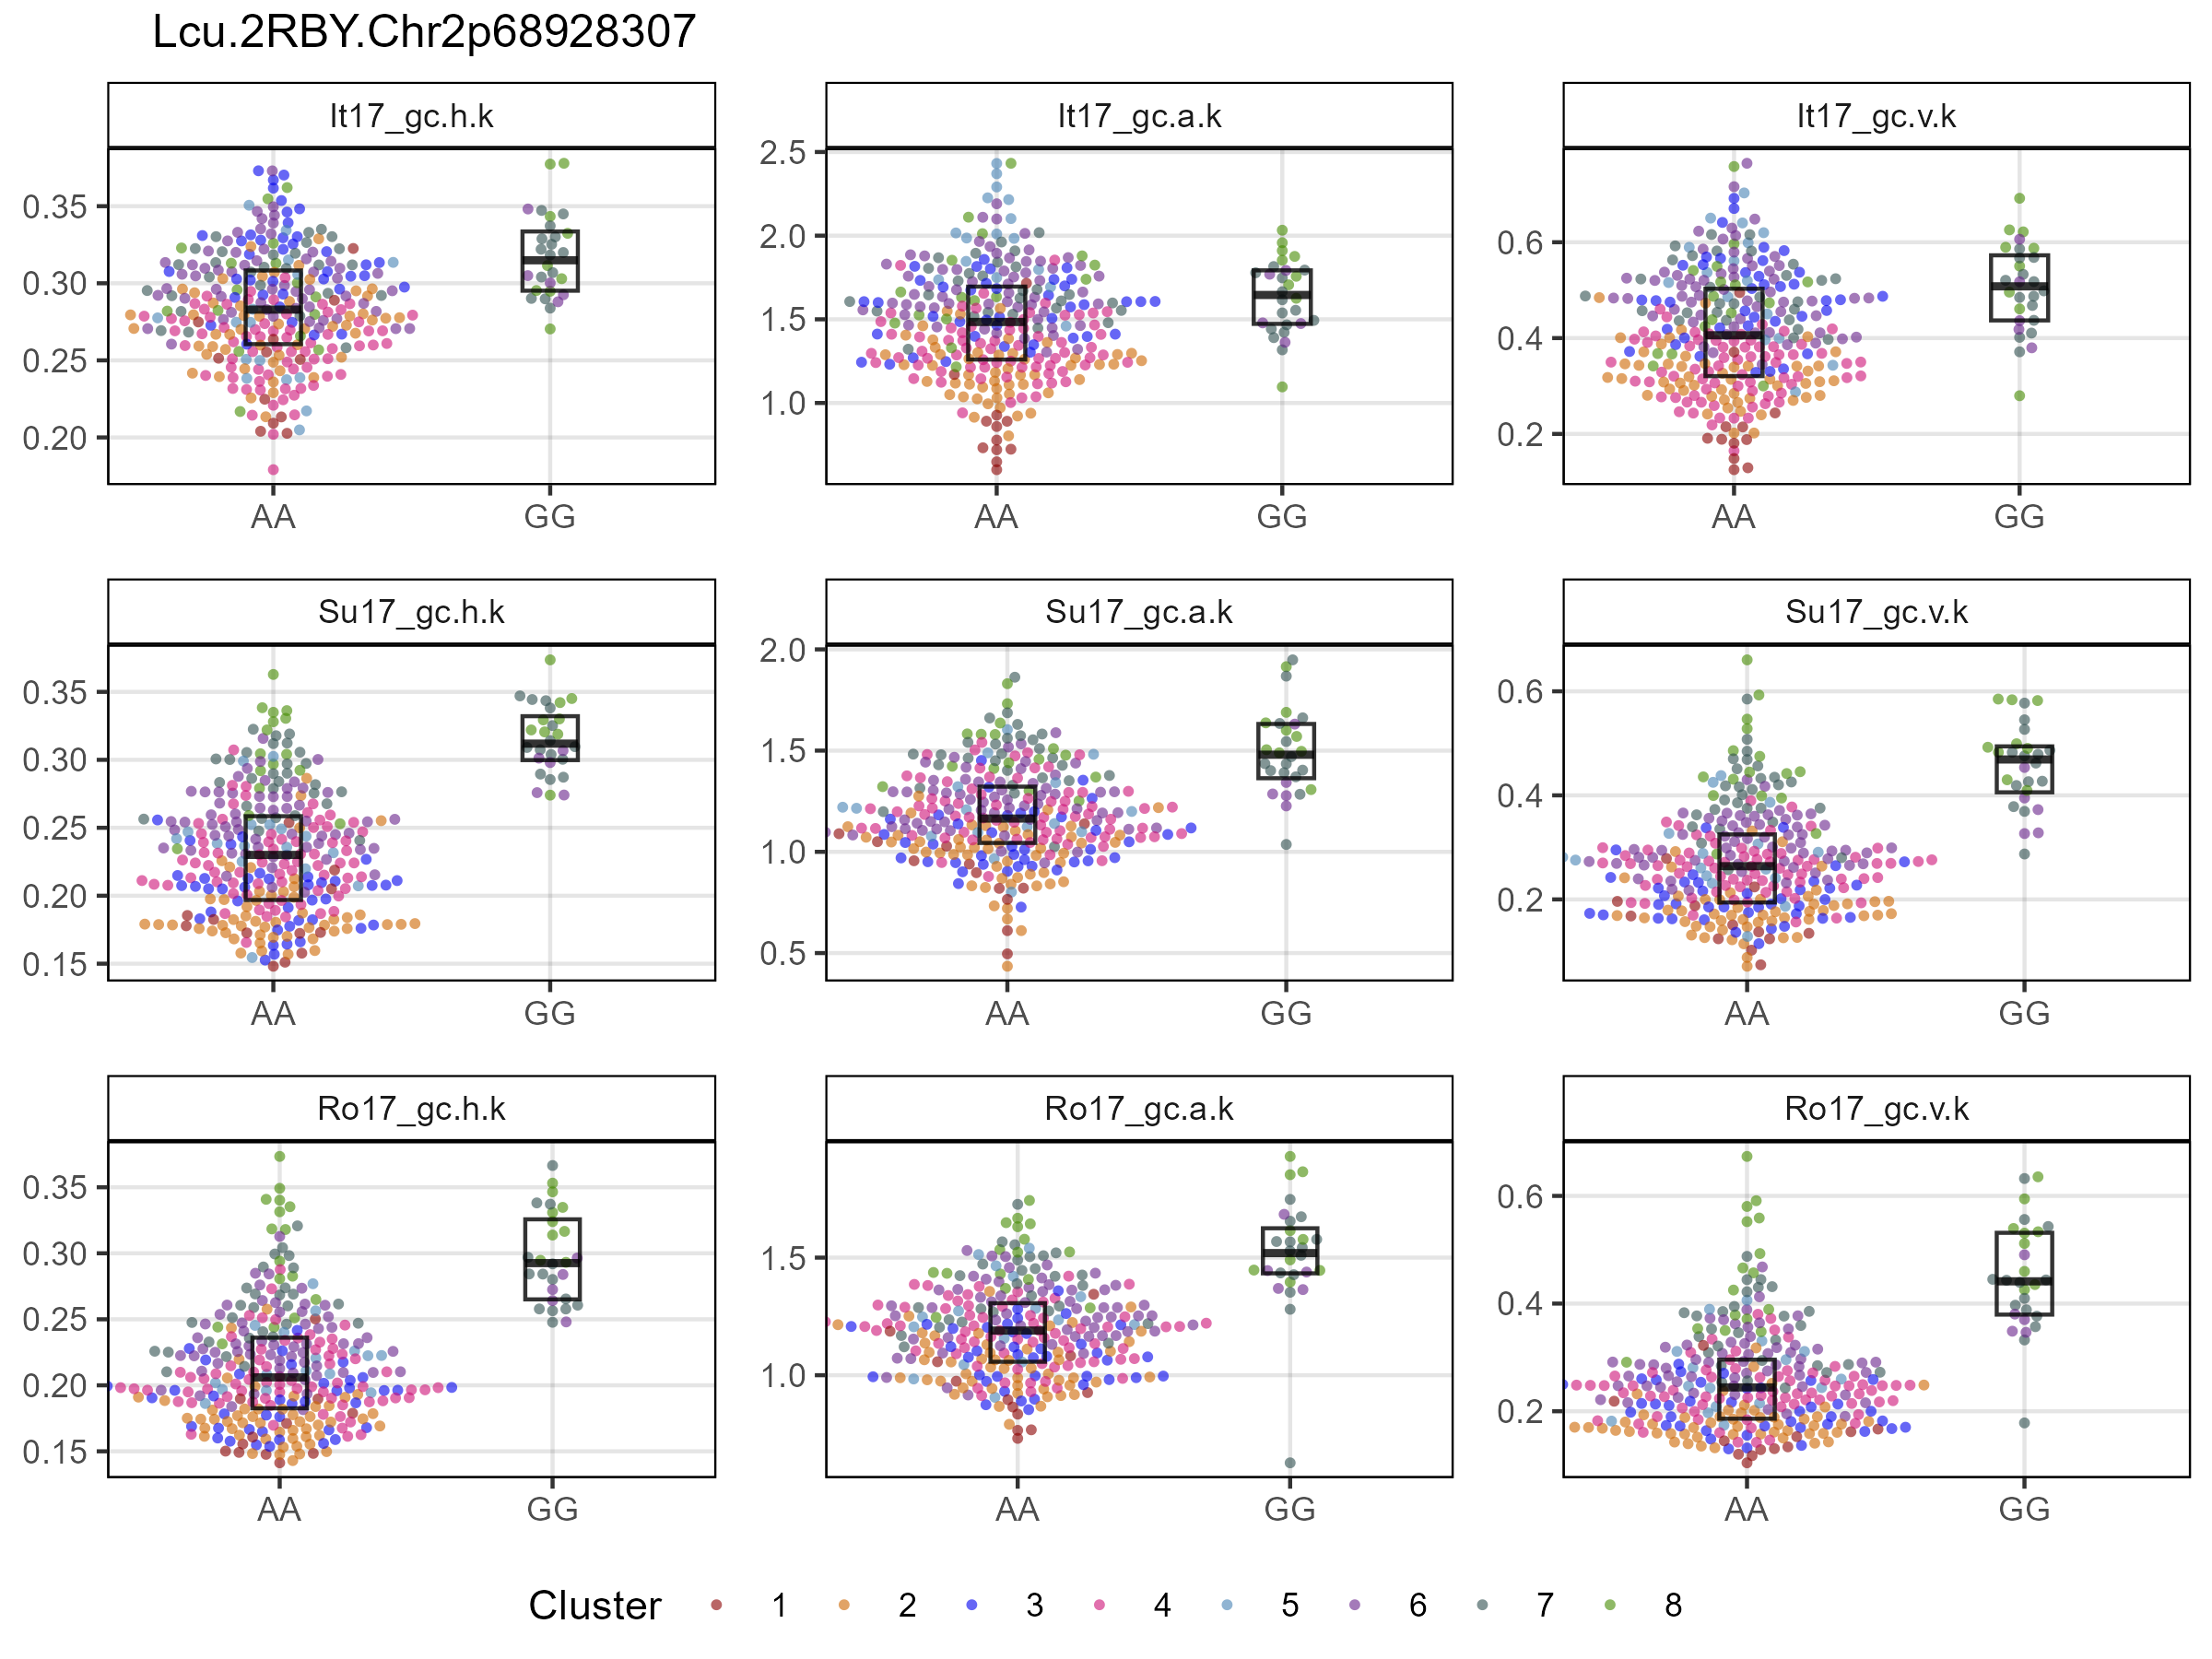 Lcu.2RBY.Chr2p68928307
It17_gc.h.k
It17_gc.a.k
It17_gc.v.k
0.35
0.30
0.25
0.20
AA
GG
2.5
2.0
1.5
1.0
AA
GG
0.6
0.4
0.2
AA
GG
Su17_gc.h.k
Su17_gc.a.k
Su17_gc.v.k
0.35
0.30
0.25
0.20
0.15
AA
GG
2.0
1.5
1.0
0.5
AA
GG
0.6
0.4
0.2
AA
GG
Ro17_gc.h.k
Ro17_gc.a.k
Ro17_gc.v.k
0.35
0.30
0.25
0.20
0.15
AA
GG
1.5
1.0
AA
GG
0.6
0.4
0.2
AA
GG
Cluster 1 2 3 4 5 6 7 8